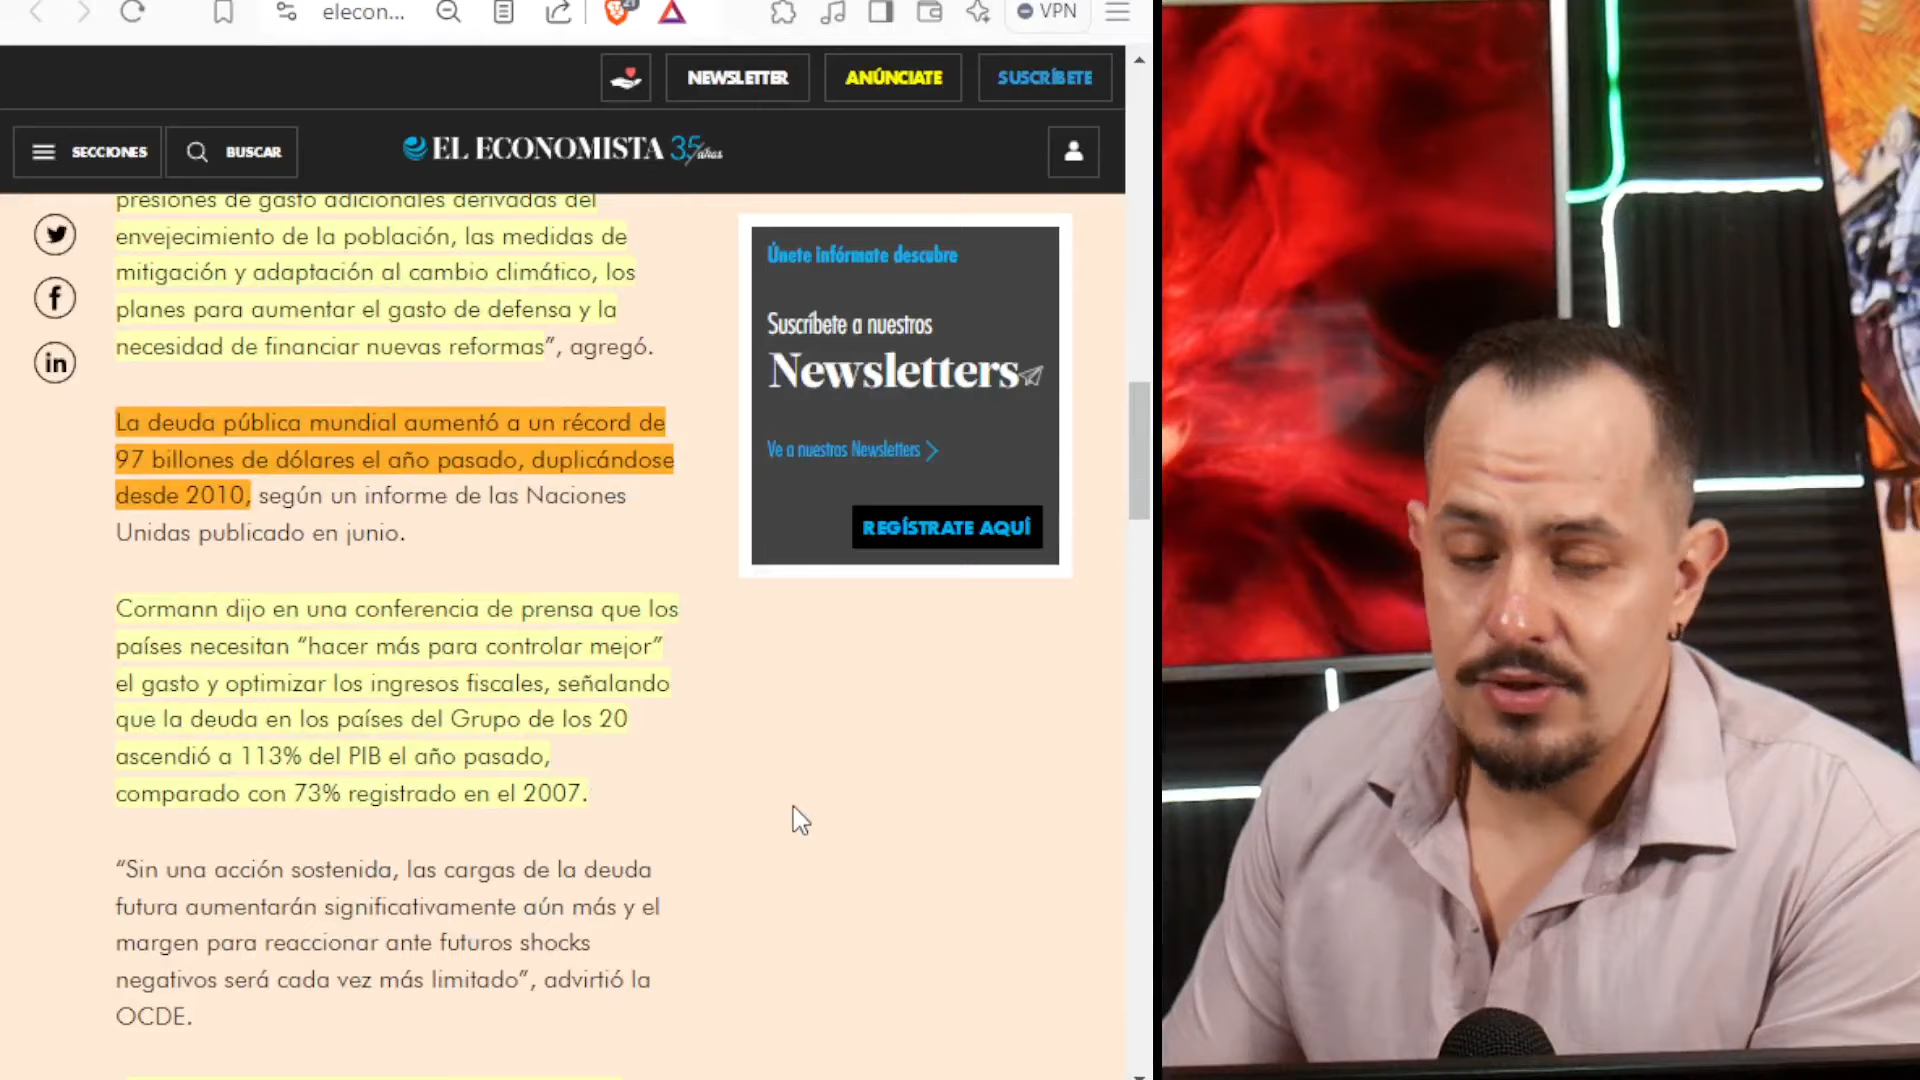 elecon...
21
VPN
NEWSLETTER
ANÚNCIATE
SUSCRÍBETE
SECCIONES
BUSCAR
EL ECONOMISTA 35 años
presiones de gasto adicionales derivadas del
envejecimiento de la población, las medidas de
mitigación y adaptación al cambio climático, los
planes para aumentar el gasto de defensa y la
necesidad de financiar nuevas reformas”, agregó.
La deuda pública mundial aumentó a un récord de
97 billones de dólares el año pasado, duplicándose
desde 2010, según un informe de las Naciones
Unidas publicado en junio.
Cormann dijo en una conferencia de prensa que los
países necesitan “hacer más para controlar mejor”
el gasto y optimizar los ingresos fiscales, señalando
que la deuda en los países del Grupo de los 20
ascendió a 113% del PIB el año pasado,
comparado con 73% registrado en el 2007.
“Sin una acción sostenida, las cargas de la deuda
futura aumentarán significativamente aún más y el
margen para reaccionar ante futuros shocks
negativos será cada vez más limitado”, advirtió la
OCDE.
Únete infórmate descubre
Suscríbete a nuestros
Newsletters
Ve a nuestros Newsletters
REGÍSTRATE AQUÍ